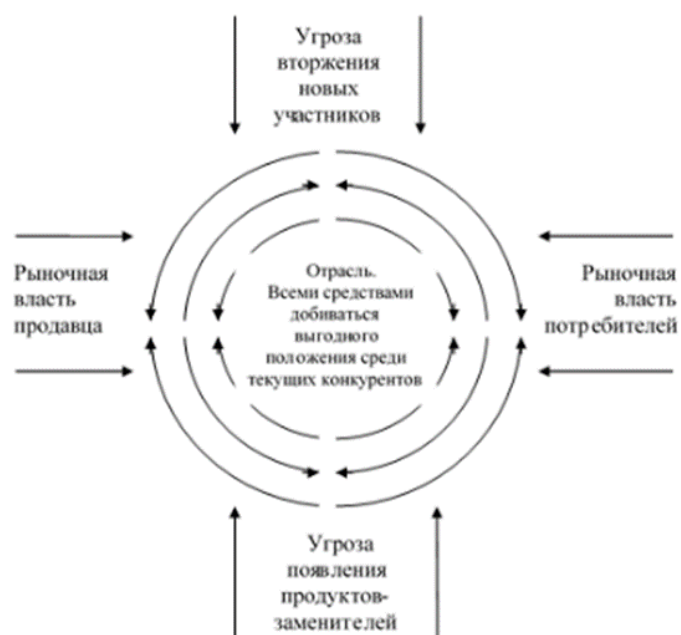 Угроза
вторжения
новых
участников
Рыночная
власть
продавца
Отрасль.
Всеми средствами
добиваться
выгодного
положения среди
текущих конкурентов
Рыночная
власть
потребителей
Угроза
появления
продуктов-
заменителей